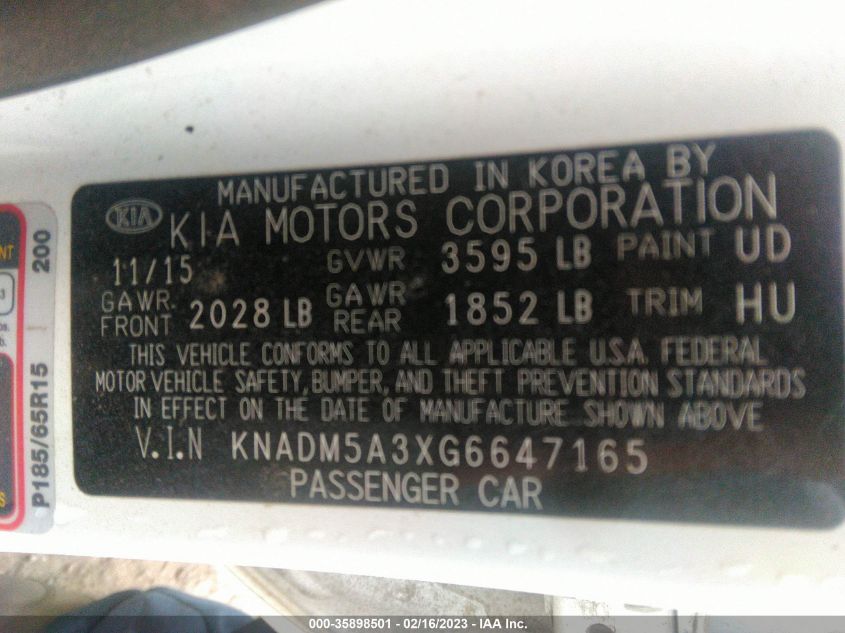 MANUFACTURED IN KOREA BY
KIA KIA MOTORS CORPORATION
11/15 GVWR 3595 LB PAINT UD
GAWR FRONT 2028 LB GAWR REAR 1852 LB TRIM HU
THIS VEHICLE CONFORMS TO ALL APPLICABLE U.S.A. FEDERAL
MOTOR VEHICLE SAFETY, BUMPER, AND THEFT PREVENTION STANDARDS
IN EFFECT ON THE DATE OF MANUFACTURE SHOWN ABOVE
V.I.N KNADM5A3XG6647165
PASSENGER CAR
P185/65R15 200
000-35898501 - 02/16/2023 - IAA Inc.